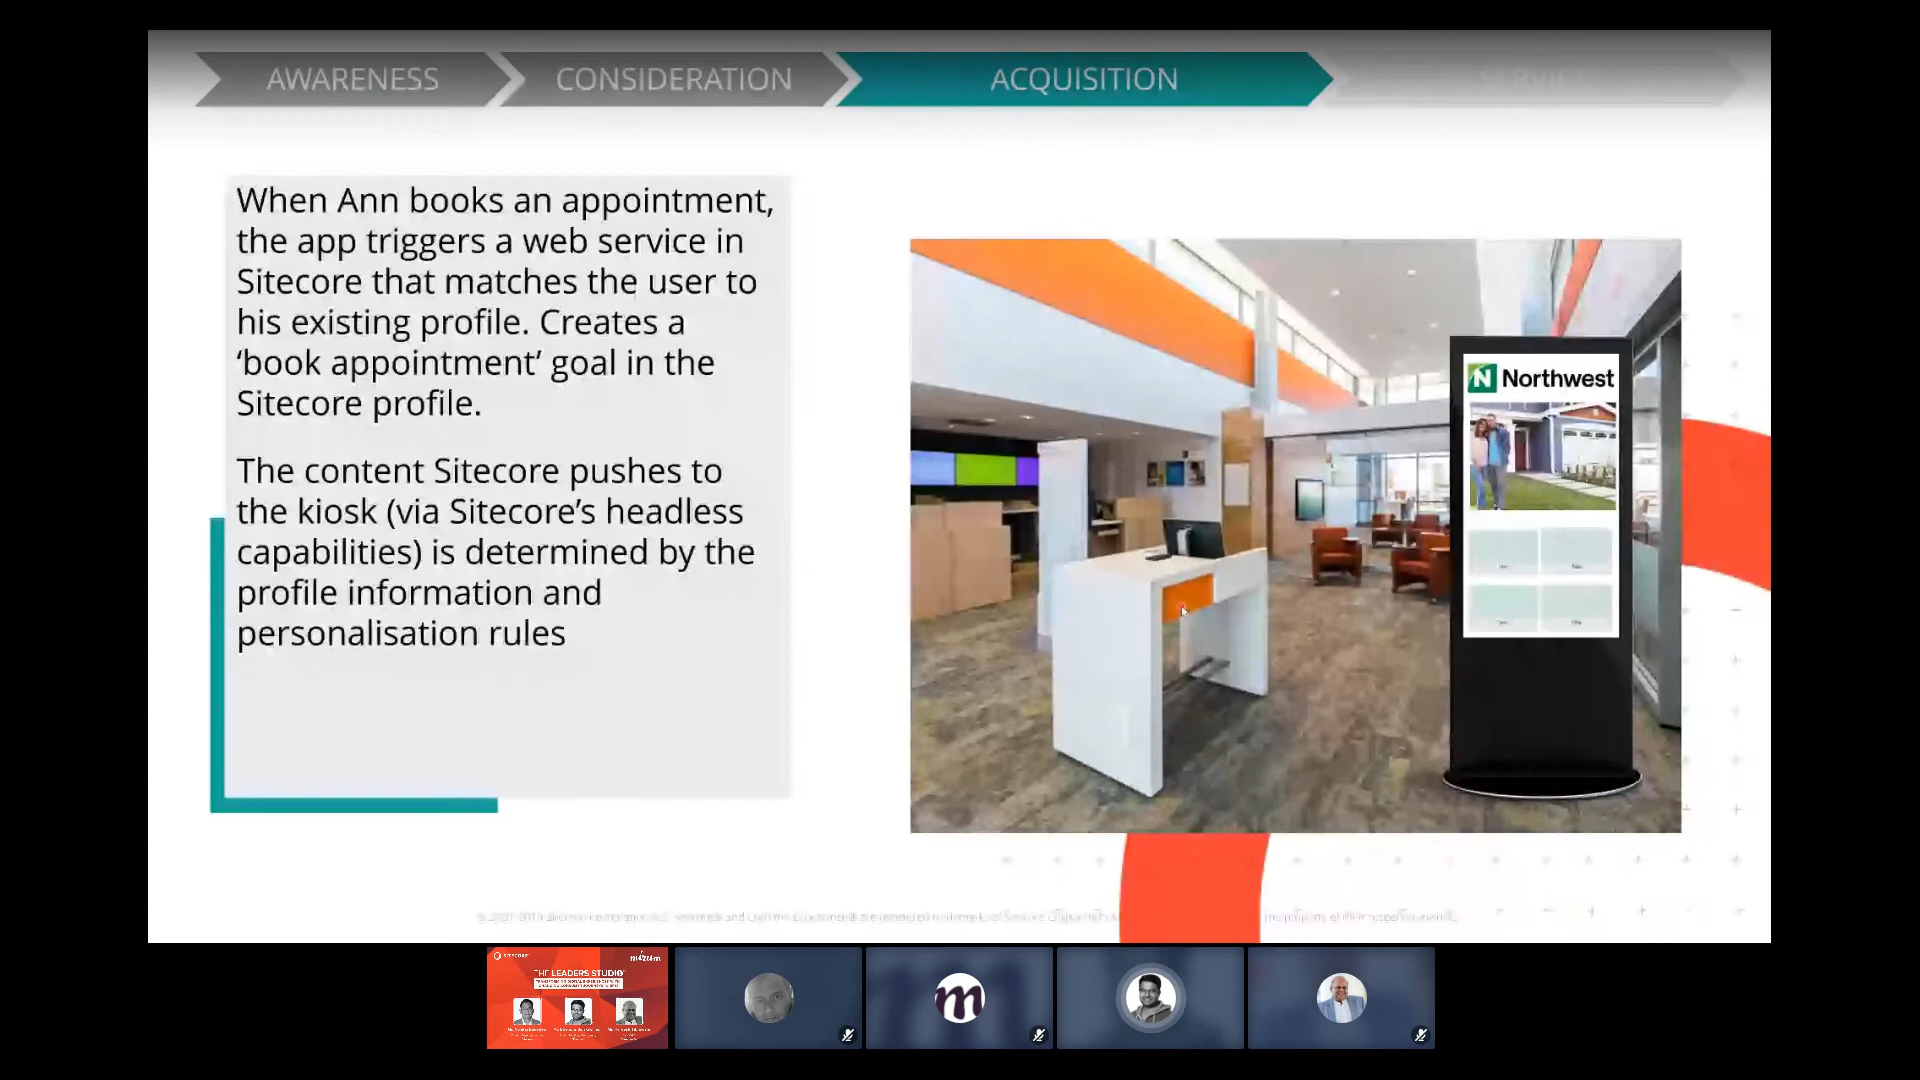 AWARENESS
CONSIDERATION
ACQUISITION
When Ann books an appointment,
the app triggers a web service in
Sitecore that matches the user to
his existing profile. Creates a
‘book appointment’ goal in the
Sitecore profile.
The content Sitecore pushes to
the kiosk (via Sitecore’s headless
capabilities) is determined by the
profile information and
personalisation rules
N Northwest
SITECORE
THE LEADERS STUDIO
m